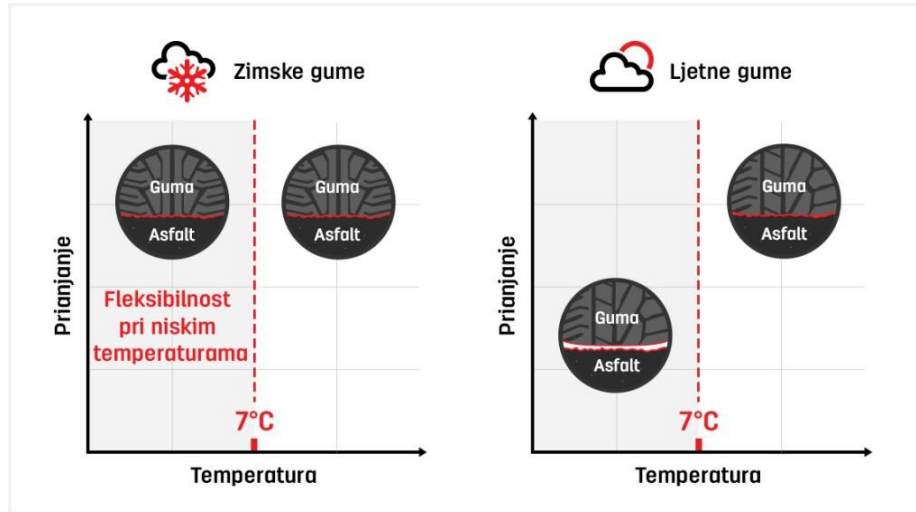 Zimske gume
Prianjanje
Guma
Asfalt
Guma
Asfalt
Fleksibilnost
pri niskim
temperaturama
7°C
Temperatura
Ljetne gume
Prianjanje
Guma
Asfalt
Guma
Asfalt
7°C
Temperatura